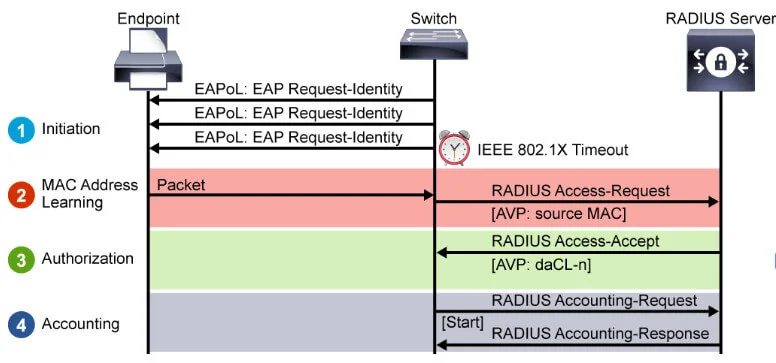 Endpoint
Switch
RADIUS Server
EAPoL: EAP Request-Identity
EAPoL: EAP Request-Identity
EAPoL: EAP Request-Identity
1 Initiation
IEEE 802.1X Timeout
2 MAC Address
Learning
Packet
RADIUS Access-Request
[AVP: source MAC]
3 Authorization
RADIUS Access-Accept
[AVP: daCL-n]
4 Accounting
RADIUS Accounting-Request
[Start]
RADIUS Accounting-Response